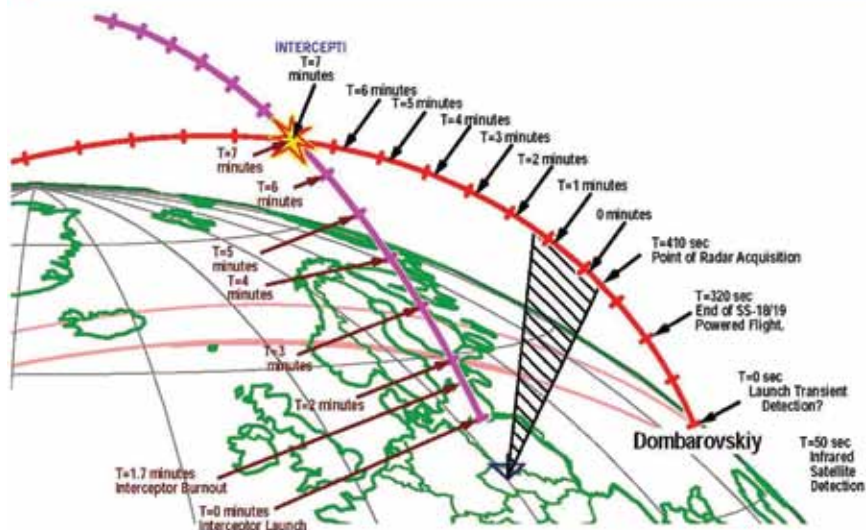 INTERCEPT!
T=7
minutes
T=6 minutes
T=5 minutes
T=4 minutes
T=3 minutes
T=2 minutes
T=1 minutes
0 minutes
T=410 sec
Point of Radar Acquisition
T=320 sec
End of SS-18/19
Powered Flight.
T=0 sec
Launch Transient
Detection?
Dombarovskiy
T=50 sec
Infrared
Satellite
Detection
T=7
minutes
T=6
minutes
T=5
minutes
T=4
minutes
T=3
minutes
T=2 minutes
T=1.7 minutes
Interceptor Burnout
T=0 minutes
Interceptor Launch